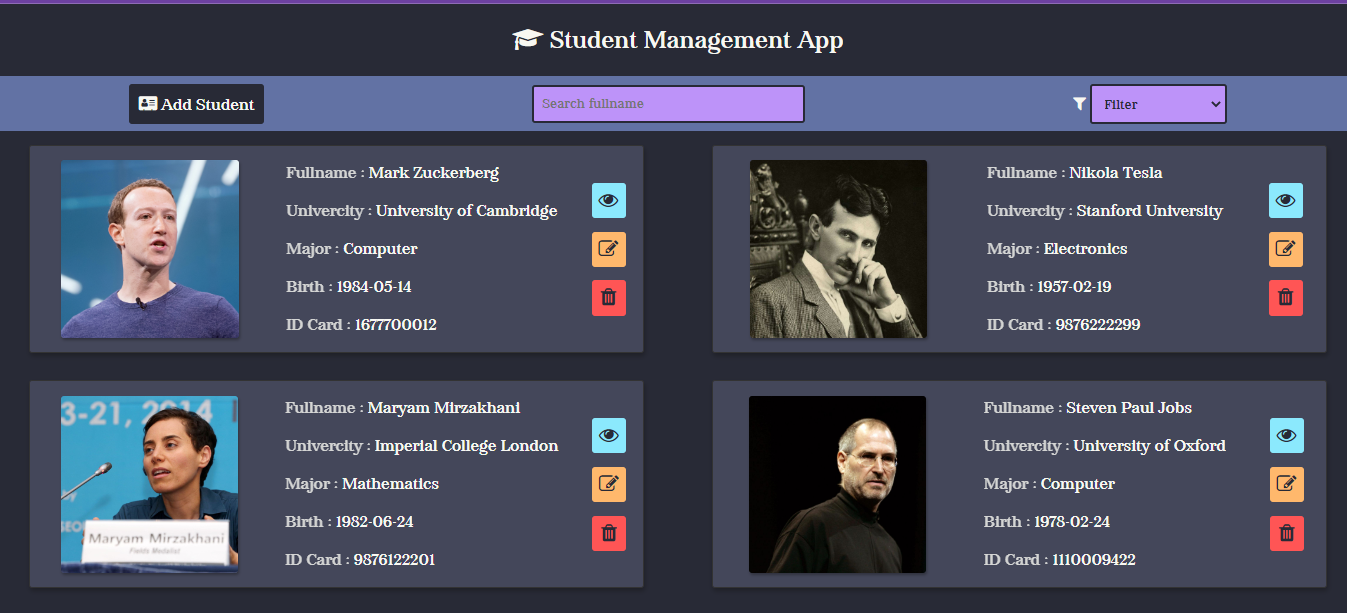 Student Management App
Add Student
Search fullname
Filter
Fullname : Mark Zuckerberg
Univercity : University of Cambridge
Major : Computer
Birth : 1984-05-14
ID Card : 1677700012
Fullname : Nikola Tesla
Univercity : Stanford University
Major : Electronics
Birth : 1957-02-19
ID Card : 9876222299
3-21, 2014
Maryam Mirzakhani
Fields Medalist
Fullname : Maryam Mirzakhani
Univercity : Imperial College London
Major : Mathematics
Birth : 1982-06-24
ID Card : 9876122201
Fullname : Steven Paul Jobs
Univercity : University of Oxford
Major : Computer
Birth : 1978-02-24
ID Card : 1110009422